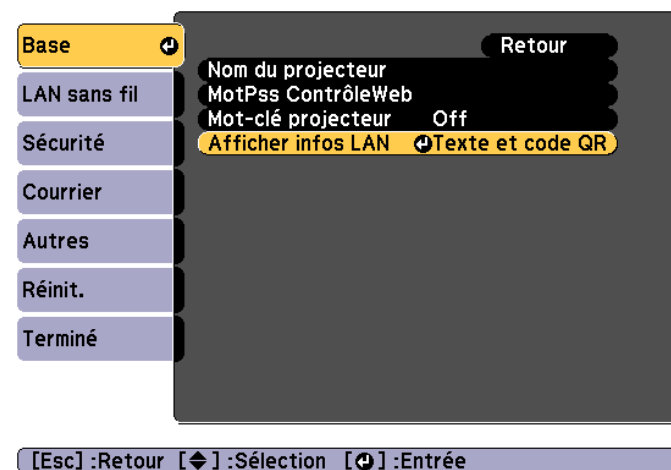 Base
LAN sans fil
Sécurité
Courrier
Autres
Réinit.
Terminé
Retour
Nom du projecteur
MotPss ContrôleWeb
Mot-clé projecteur Off
Afficher infos LAN Texte et code QR
[Esc] :Retour [◆] :Sélection [⏎] :Entrée